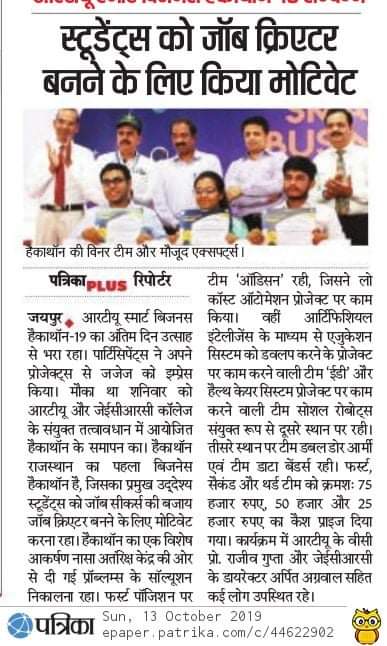 स्टूडेंट्स को जॉब क्रिएटर
बनने के लिए किया मोटिवेट
हैकाथॉन की विनर टीम और मौजूद एक्सपर्ट्स।
पत्रिका PLUS रिपोर्टर
जयपुर ◆ आरटीयू स्मार्ट बिजनस
हैकाथॉन-19 का अंतिम दिन उत्साह
से भरा रहा। पार्टिसिपेंट्स ने अपने
प्रोजेक्ट्स से जजेज को इम्प्रेस
किया। मौका था शनिवार को
आरटीयू और जेईसीआरसी कॉलेज
के संयुक्त तत्वावधान में आयोजित
हैकाथॉन के समापन का। हैकाथॉन
राजस्थान का पहला बिजनेस
हैकाथॉन है, जिसका प्रमुख उद्देश्य
स्टूडेंट्स को जॉब सीकर्स की बजाय
जॉब क्रिएटर बनने के लिए मोटिवेट
करना रहा। हैकाथॉन का एक विशेष
आकर्षण नासा अतंरिक्ष केंद्र की ओर
से दी गई प्रॉब्लम्स के सॉल्यूशन
निकालना रहा। फर्स्ट पॉजिशन पर
टीम 'ऑडिसन' रही, जिसने लो
कॉस्ट ऑटोमेशन प्रोजेक्ट पर काम
किया। वहीं आर्टिफिशियल
इंटेलीजेंस के माध्यम से एजुकेशन
सिस्टम को डवलप करने के प्रोजेक्ट
पर काम करने वाली टीम 'ईडी' और
हैल्थ केयर सिस्टम प्रोजेक्ट पर काम
करने वाली टीम सोशल रोबोट्स
संयुक्त रूप से दूसरे स्थान पर रही।
तीसरे स्थान पर टीम डबल डोर आर्मी
एवं टीम डाटा बेंडर्स रही। फर्स्ट,
सैकंड और थर्ड टीम को क्रमशः 75
हजार रुपए, 50 हजार और 25
हजार रुपए का कैश प्राइज दिया
गया। कार्यक्रम में आरटीयू के वीसी
प्रो. राजीव गुप्ता और जेईसीआरसी
के डायरेक्टर अर्पित अग्रवाल सहित
कई लोग उपस्थित रहे।
पत्रिका
Sun, 13 October 2019
epaper.patrika.com/c/44622902